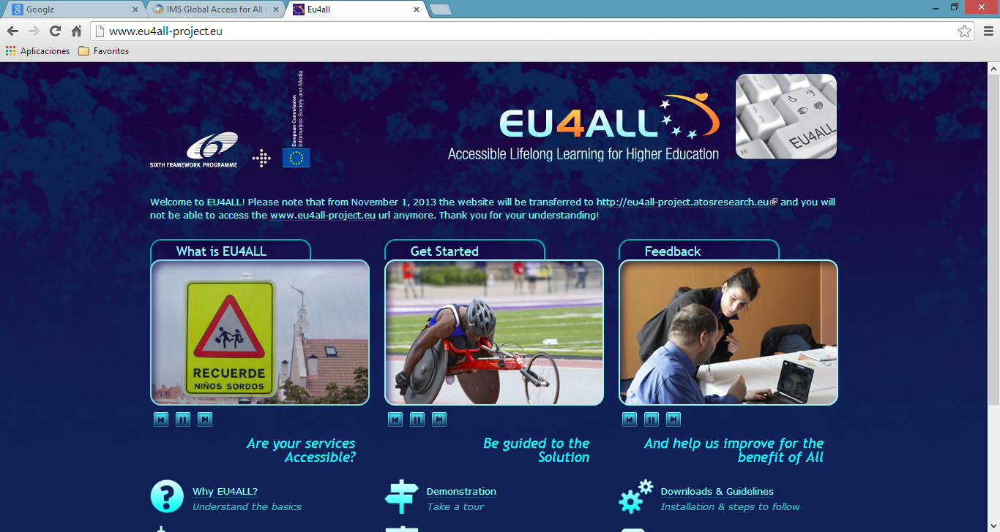 Google
IMS Global Access for All (
Eu4all
www.eu4all-project.eu
Aplicaciones
Favoritos
SIXTH FRAMEWORK PROGRAMME
European Commission
Information Society and Media
EU4ALL
Accessible Lifelong Learning for Higher Education
EU4ALL
Welcome to EU4ALL! Please note that from November 1, 2013 the website will be transferred to http://eu4all-project.atosresearch.eu and you will
not be able to access the www.eu4all-project.eu url anymore. Thank you for your understanding!
What is EU4ALL
Get Started
Feedback
RECUERDE
NIÑOS SORDOS
Are your services
Accessible?
Be guided to the
Solution
And help us improve for the
benefit of All
Why EU4ALL?
Understand the basics
Demonstration
Take a tour
Downloads & Guidelines
Installation & steps to follow